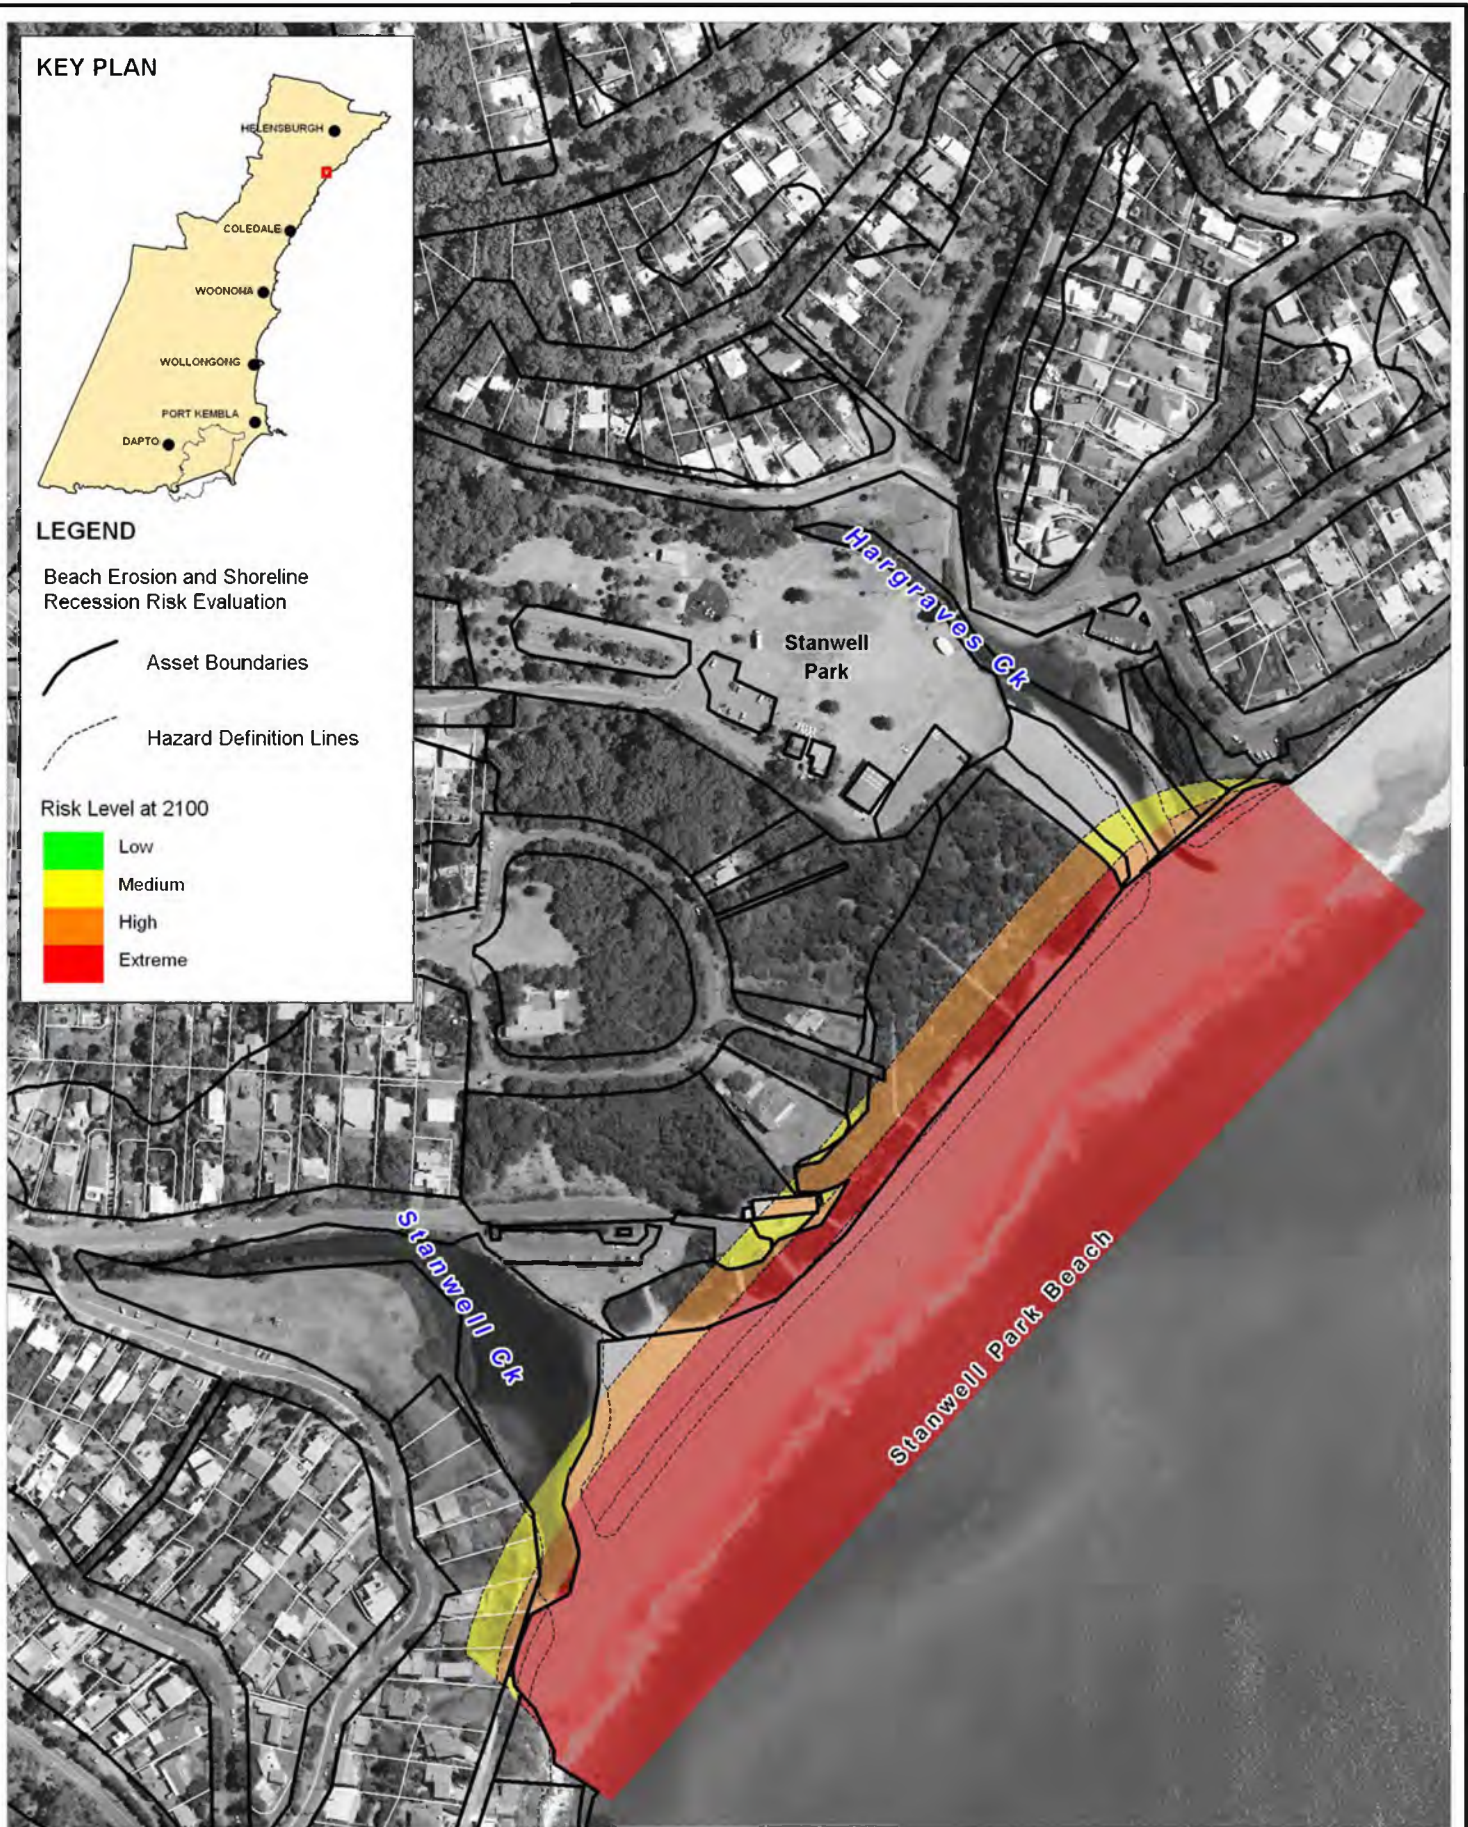 KEY PLAN
HELENSBURGH
COLEDALE
WOONONA
WOLLONGONG
PORT KEMBLA
DAPTO
LEGEND
Beach Erosion and Shoreline
Recession Risk Evaluation
Asset Boundaries
Hazard Definition Lines
Risk Level at 2100
Low
Medium
High
Extreme
Hargraves Ck
Stanwell
Park
Stanwell Ck
Stanwell Park Beach